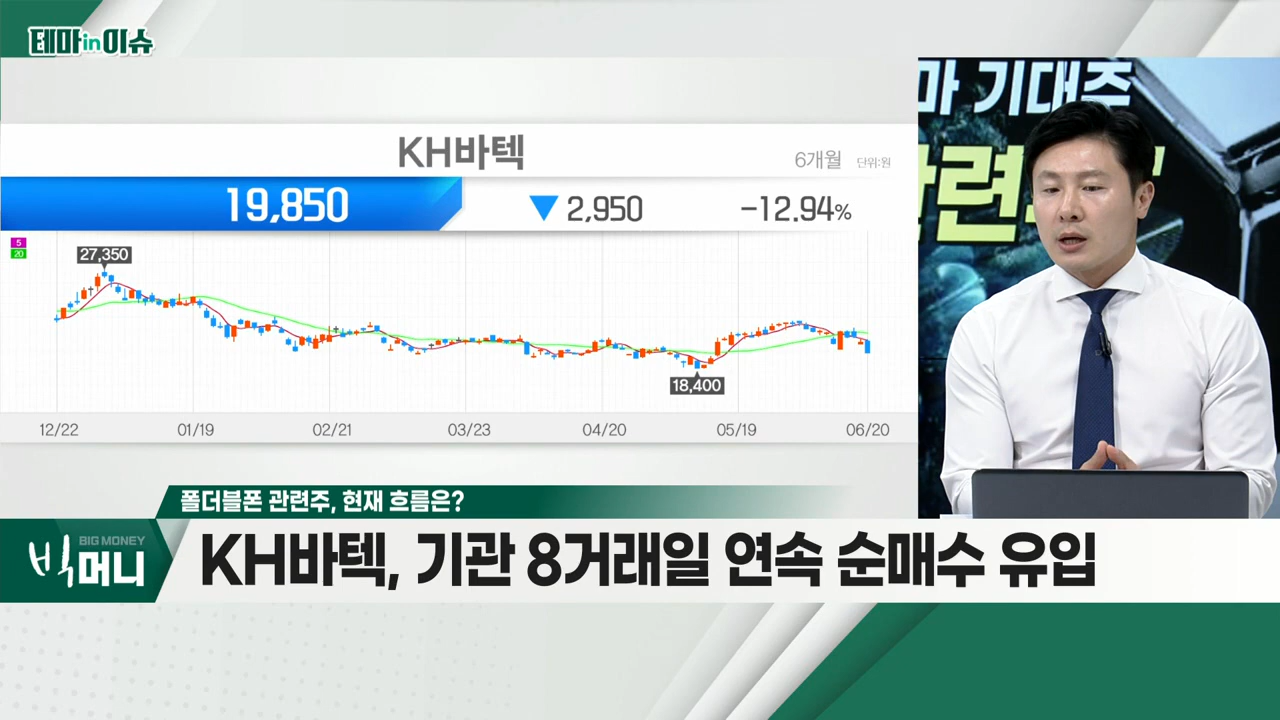 테마in이슈
마 기대주
관련
KH바텍
6개월 단위:원
19,850 ▼ 2,950 -12.94%
5
20
27,350
18,400
12/22 01/19 02/21 03/23 04/20 05/19 06/20
폴더블폰 관련주, 현재 흐름은?
BIG MONEY
빅머니
KH바텍, 기관 8거래일 연속 순매수 유입